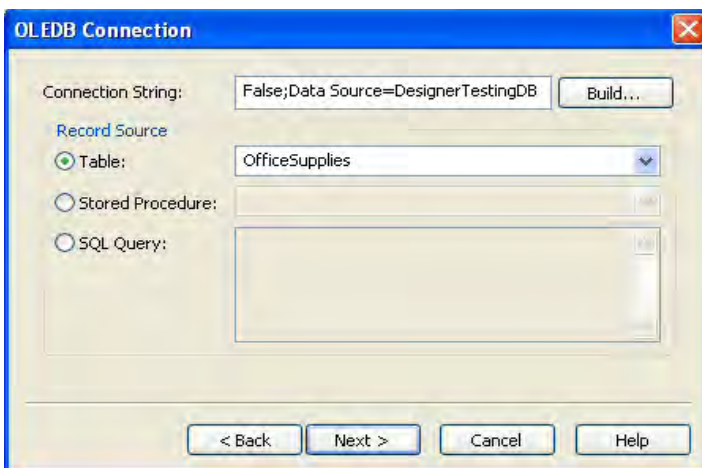 OLEDB Connection
Connection String: False;Data Source=DesignerTestingDB Build...
Record Source
Table: OfficeSupplies
Stored Procedure:
SQL Query:
< Back Next > Cancel Help